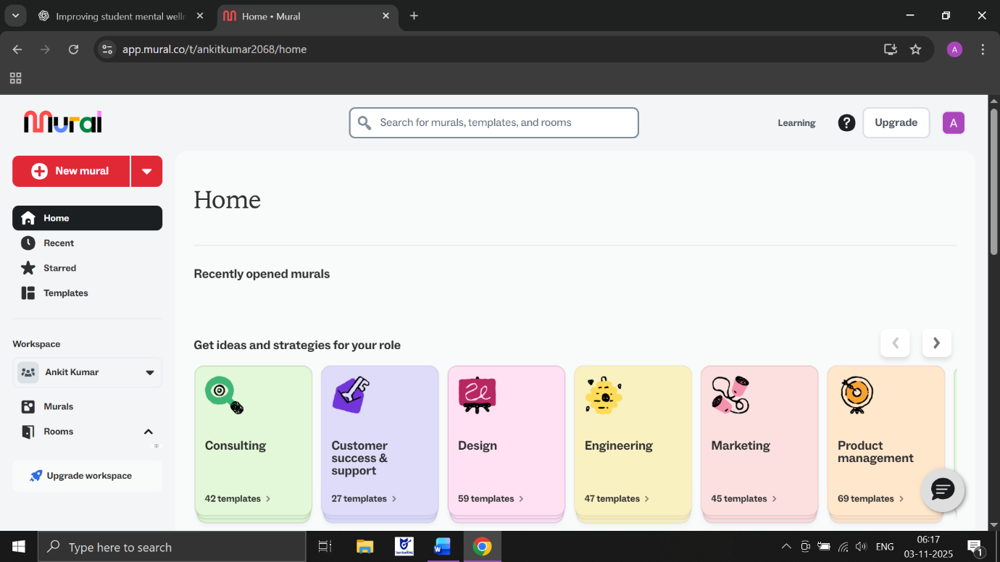 Improving student mental welln
Home • Mural
app.mural.co/t/ankitkumar2068/home
A
Mural
Search for murals, templates, and rooms
Learning
?
Upgrade
A
New mural
Home
Recent
Starred
Templates
Workspace
Ankit Kumar
Murals
Rooms
Upgrade workspace
Home
Recently opened murals
Get ideas and strategies for your role
Consulting
42 templates
Customer
success &
support
27 templates
Design
59 templates
Engineering
47 templates
Marketing
45 templates
Product
management
69 templates
Type here to search
W
ENG
06:17
03-11-2025
1